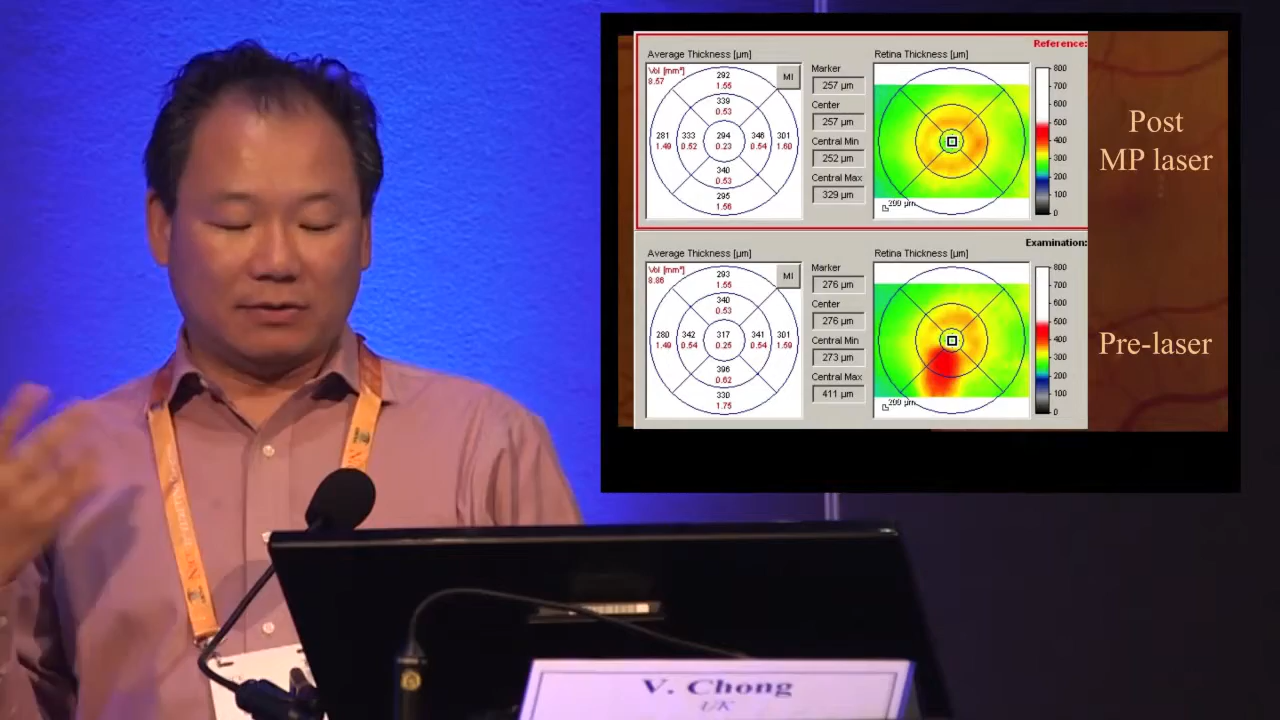 Reference:
Average Thickness [µm]
Retina Thickness [µm]
Vol [mm³]
8.57
MI
292
1.55
339
0.53
281
1.49
333
0.52
294
0.23
346
0.54
301
1.60
340
0.53
295
1.56
Marker
257 µm
Center
257 µm
Central Min
252 µm
Central Max
329 µm
200 µm
800
700
600
500
400
300
200
100
0
Post
MP laser
Examination:
Average Thickness [µm]
Retina Thickness [µm]
Vol [mm³]
8.86
MI
293
1.55
340
0.53
280
1.49
342
0.54
317
0.25
341
0.54
301
1.59
396
0.62
330
1.75
Marker
276 µm
Center
276 µm
Central Min
273 µm
Central Max
411 µm
200 µm
800
700
600
500
400
300
200
100
0
Pre-laser
V. Chong
UK